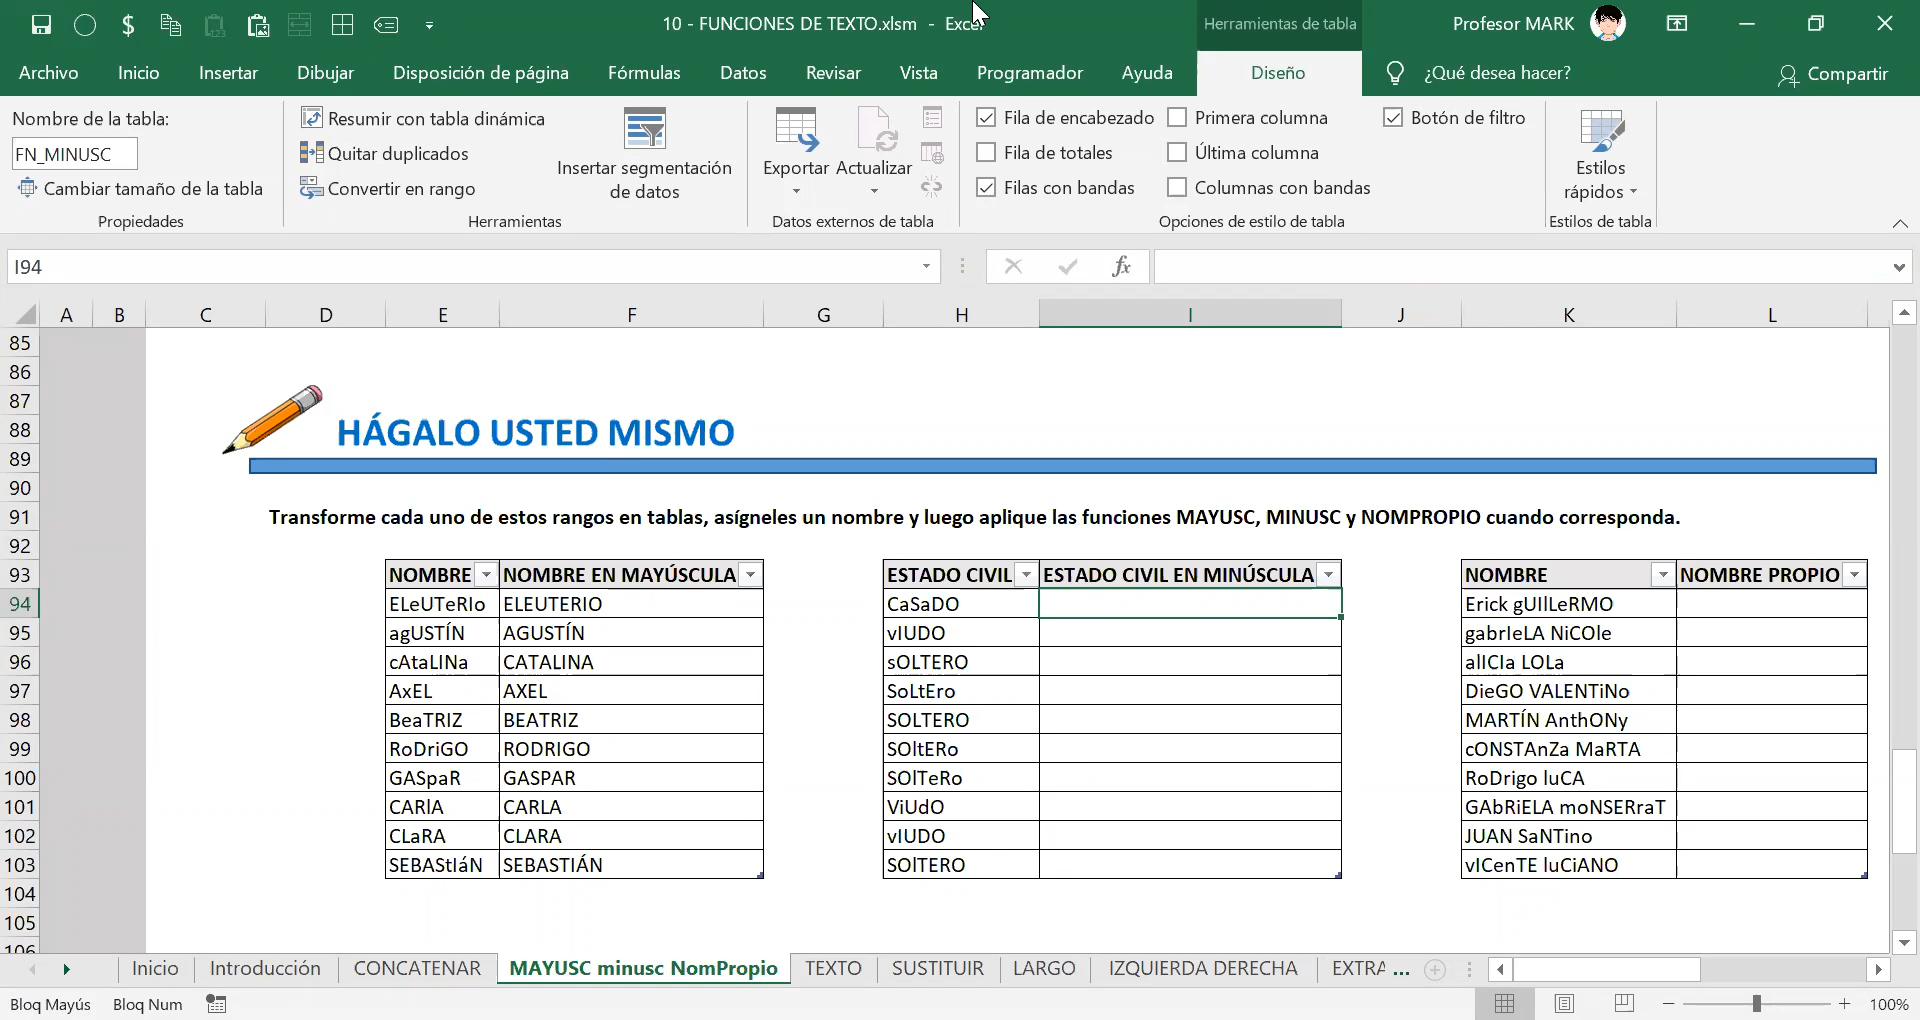 10 - FUNCIONES DE TEXTO.xlsm - Excel
Herramientas de tabla
Profesor MARK
Archivo Inicio Insertar Dibujar Disposición de página Fórmulas Datos Revisar Vista Programador Ayuda Diseño ¿Qué desea hacer? Compartir
Nombre de la tabla:
FN_MINUSC
Cambiar tamaño de la tabla
Propiedades
Resumir con tabla dinámica
Quitar duplicados
Convertir en rango
Insertar segmentación
de datos
Herramientas
Exportar Actualizar
Datos externos de tabla
Fila de encabezado Primera columna Botón de filtro
Fila de totales Última columna
Filas con bandas Columnas con bandas
Opciones de estilo de tabla
Estilos
rápidos
Estilos de tabla
I94 fx
A B C D E F G H I J K L
85
86
87
88 HÁGALO USTED MISMO
89
90
91 Transforme cada uno de estos rangos en tablas, asígneles un nombre y luego aplique las funciones MAYUSC, MINUSC y NOMPROPIO cuando corresponda.
92
93 NOMBRE NOMBRE EN MAYÚSCULA ESTADO CIVIL ESTADO CIVIL EN MINÚSCULA NOMBRE NOMBRE PROPIO
94 ELeUTeRIo ELEUTERIO CaSaDO Erick gUIlLeRMO
95 agUSTÍN AGUSTÍN vIUDO gabrIeLA NiCOle
96 cAtaLINa CATALINA sOLTERO alICIa LOLa
97 AxEL AXEL SoLtEro DieGO VALENTiNo
98 BeaTRIZ BEATRIZ SOLTERO MARTÍN AnthONy
99 RoDriGO RODRIGO SOltERo cONSTAnZa MaRTA
100 GASpaR GASPAR SOlTeRo RoDrigo luCA
101 CARlA CARLA ViUdO GAbRiELA moNSERraT
102 CLaRA CLARA vIUDO JUAN SaNTino
103 SEBAStIáN SEBASTIÁN SOlTERO vICenTE luCiANO
104
105
106
Inicio Introducción CONCATENAR MAYUSC minusc NomPropio TEXTO SUSTITUIR LARGO IZQUIERDA DERECHA EXTRA ...
Bloq Mayús Bloq Num 100%